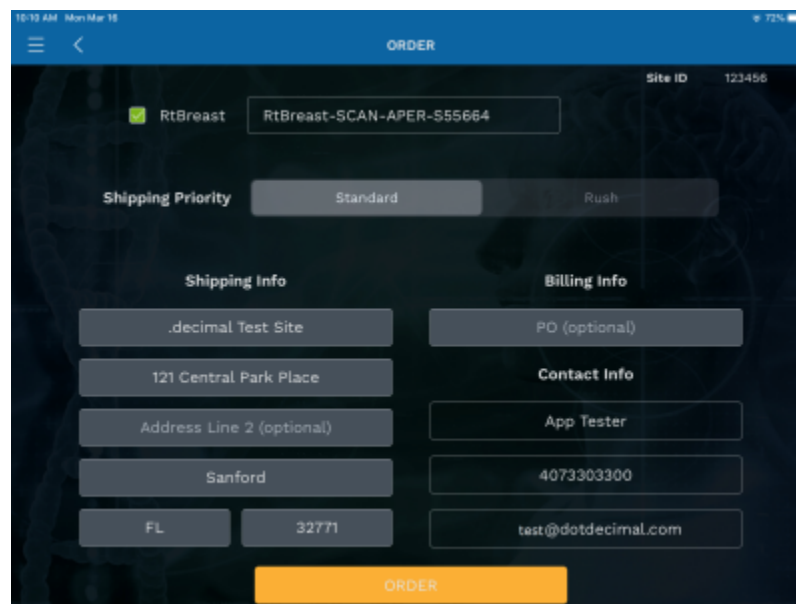 10:10 AM Mon Mar 16
72%
ORDER
Site ID 123456
RtBreast RtBreast-SCAN-APER-S55664
Shipping Priority Standard Rush
Shipping Info
.decimal Test Site
121 Central Park Place
Address Line 2 (optional)
Sanford
FL 32771
Billing Info
PO (optional)
Contact Info
App Tester
4073303300
test@dotdecimal.com
ORDER